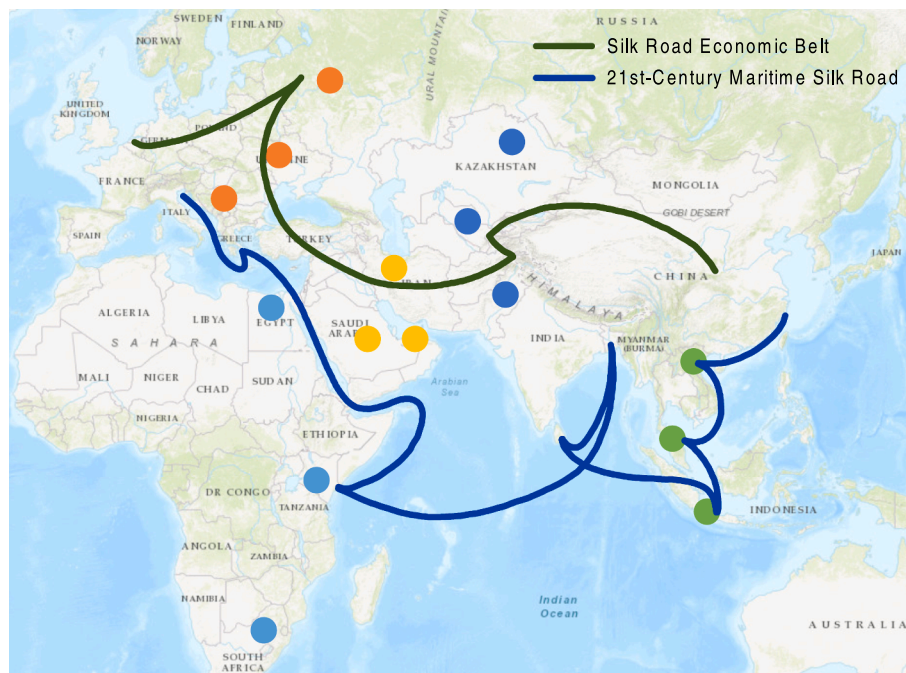 SWEDEN
FINLAND
RUSSIA
NORWAY
Silk Road Economic Belt
21st-Century Maritime Silk Road
URAL MOUNTAI
UNITED
KINGDOM
POLAND
GERMANY
KAZAKHSTAN
FRANCE
MONGOLIA
ITALY
GOBI DESERT
SPAIN
GREECE
TURKEY
JAPAN
CHINA
IRAN
HIMALAYA
ALGERIA
LIBYA
EGYPT
SAUDI
SAHARA
INDIA
MYANMAR
(BURMA)
MALI
NIGER
CHAD
SUDAN
Arabian
Sea
NIGERIA
ETHIOPIA
DR CONGO
TANZANIA
INDONESIA
ANGOLA
ZAMBIA
NAMIBIA
Indian
Ocean
AUSTRALIA
SOUTH
AFRICA